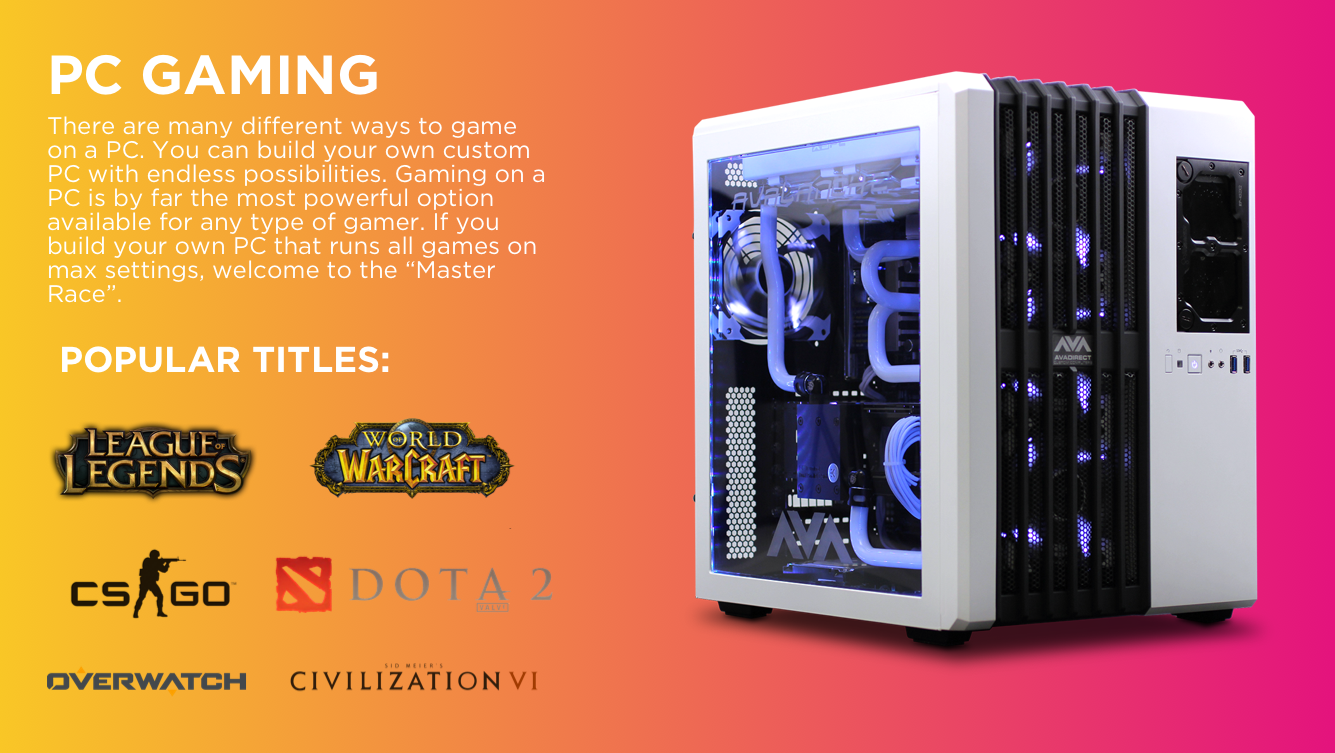 PC GAMING
There are many different ways to game
on a PC. You can build your own custom
PC with endless possibilities. Gaming on a
PC is by far the most powerful option
available for any type of gamer. If you
build your own PC that runs all games on
max settings, welcome to the “Master
Race”.
POPULAR TITLES:
LEAGUE OF
LEGENDS
WORLD
OF
WARCRAFT
CS GO
DOTA 2
OVERWATCH
SID MEIER'S
CIVILIZATION VI
AVADIRECT
AVA